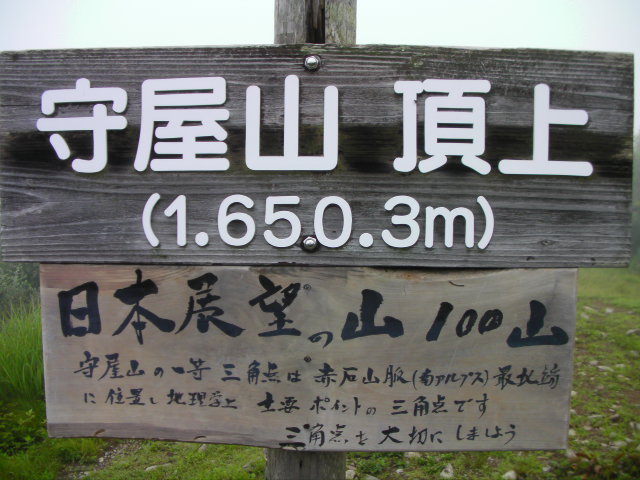 守屋山 頂上
(1.650.3m)
日本展望の山100山
守屋山の一等三角点は 赤石山脈(南アルプス)最北端
に位置し地理学上 主要ポイントの三角点です
三角点を大切にしましょう